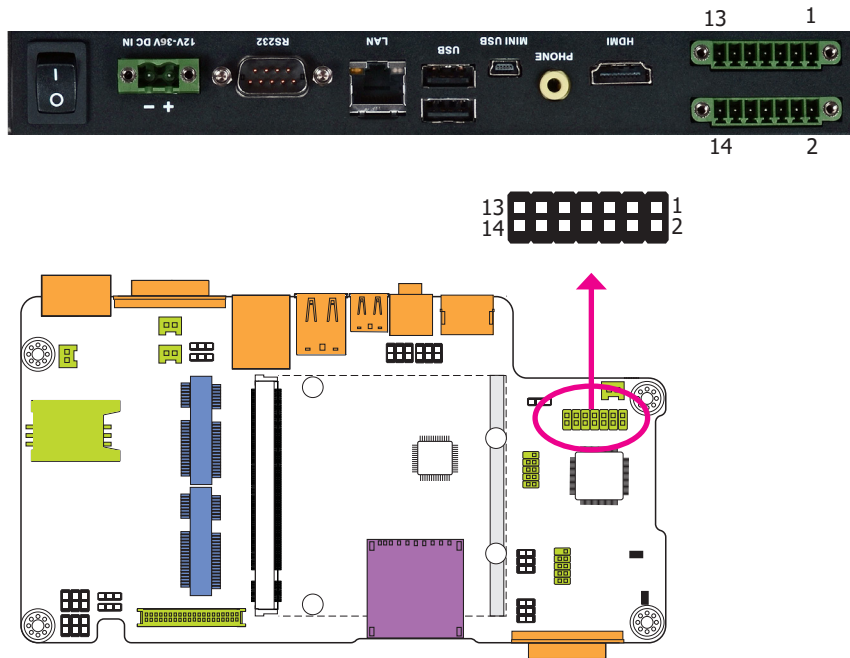 13 1
12V-36V DC IN RS232 LAN USB MINI USB PHONE HDMI
I
O
- +
14 2
13 1
14 2